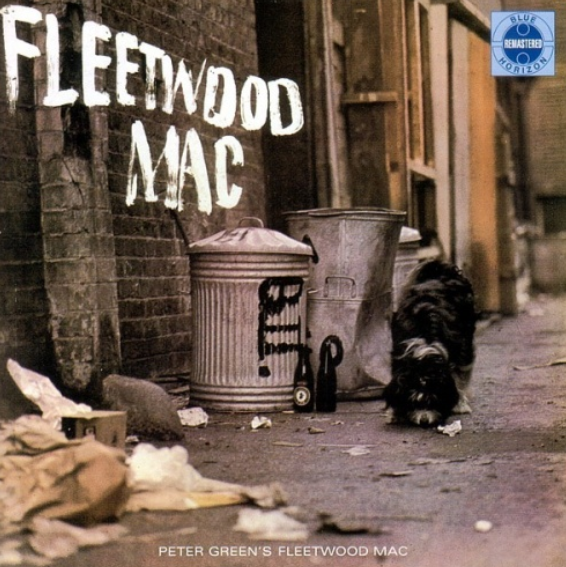 FLEETWOOD
MAC
BLUE
REMASTERED
HORIZON
PETER GREEN'S FLEETWOOD MAC